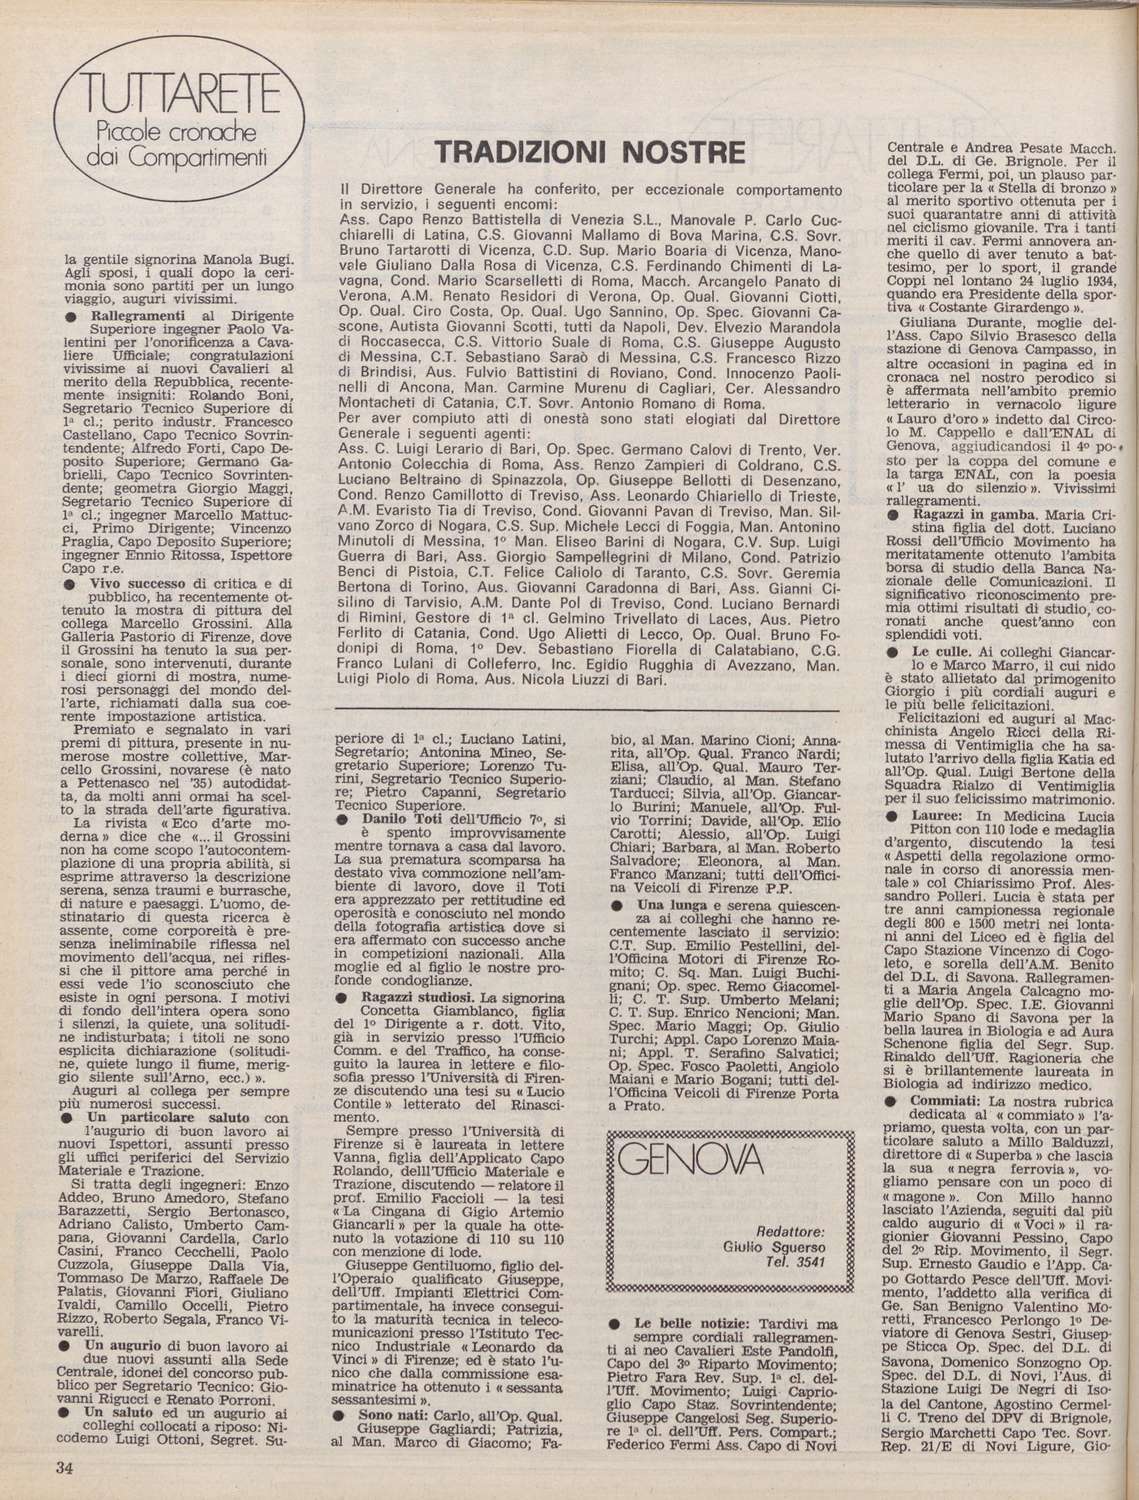 TUTTARETE
Piccole cronache
dai Compartimenti
la gentile signorina Manola Bugi.
Agli sposi, i quali dopo la ceri-
monia sono partiti per un lungo
viaggio, auguri vivissimi.
● Rallegramenti al Dirigente
Superiore ingegner Paolo Va-
lentini per l'onorificenza a Cava-
liere Ufficiale; congratulazioni
vivissime ai nuovi Cavalieri al
merito della Repubblica, recente-
mente insigniti: Rolando Boni,
Segretario Tecnico Superiore di
1ª cl.; perito industr. Francesco
Castellano, Capo Tecnico Sovrin-
tendente; Alfredo Forti, Capo De-
posito Superiore; Germano Ga-
brielli, Capo Tecnico Sovrinten-
dente; geometra Giorgio Maggi,
Segretario Tecnico Superiore di
1ª cl.; ingegner Marcello Mattuc-
ci, Primo Dirigente; Vincenzo
Praglia, Capo Deposito Superiore;
ingegner Ennio Ritossa, Ispettore
Capo r.e.
● Vivo successo di critica e di
pubblico, ha recentemente ot-
tenuto la mostra di pittura del
collega Marcello Grossini. Alla
Galleria Pastorio di Firenze, dove
il Grossini ha tenuto la sua per-
sonale, sono intervenuti, durante
i dieci giorni di mostra, nume-
rosi personaggi del mondo del-
l'arte, richiamati dalla sua coe-
rente impostazione artistica.
Premiato e segnalato in vari
premi di pittura, presente in nu-
merose mostre collettive, Mar-
cello Grossini, novarese (è nato
a Pettenasco nel '35) autodidat-
ta, da molti anni ormai ha scel-
to la strada dell'arte figurativa.
La rivista «Eco d'arte mo-
derna» dice che «... il Grossini
non ha come scopo l'autocontem-
plazione di una propria abilità, si
esprime attraverso la descrizione
serena, senza traumi e burrasche,
di nature e paesaggi. L'uomo, de-
stinatario di questa ricerca è
assente, come corporeità è pre-
senza ineliminabile riflessa nel
movimento dell'acqua, nei rifles-
si che il pittore ama perché in
essi vede l'io sconosciuto che
esiste in ogni persona. I motivi
di fondo dell'intera opera sono
i silenzi, la quiete, una solitudi-
ne indisturbata; i titoli ne sono
esplicita dichiarazione (solitudi-
ne, quiete lungo il fiume, merig-
gio silente sull'Arno, ecc.) ».
Auguri al collega per sempre
più numerosi successi.
● Un particolare saluto con
l'augurio di buon lavoro ai
nuovi Ispettori, assunti presso
gli uffici periferici del Servizio
Materiale e Trazione.
Si tratta degli ingegneri: Enzo
Addeo, Bruno Amedoro, Stefano
Barazzetti, Sergio Bertonasco,
Adriano Calisto, Umberto Cam-
pana, Giovanni Cardella, Carlo
Casini, Franco Cecchelli, Paolo
Cuzzola, Giuseppe Dalla Via,
Tommaso De Marzo, Raffaele De
Palatis, Giovanni Fiori, Giuliano
Ivaldi, Camillo Occelli, Pietro
Rizzo, Roberto Segala, Franco Vi-
varelli.
● Un augurio di buon lavoro ai
due nuovi assunti alla Sede
Centrale, idonei del concorso pub-
blico per Segretario Tecnico: Gio-
vanni Rigucci e Renato Porroni.
● Un saluto ed un augurio ai
colleghi collocati a riposo: Ni-
codemo Luigi Ottoni, Segret. Su-
TRADIZIONI NOSTRE
Il Direttore Generale ha conferito, per eccezionale comportamento
in servizio, i seguenti encomi:
Ass. Capo Renzo Battistella di Venezia S.L., Manovale P. Carlo Cuc-
chiarelli di Latina, C.S. Giovanni Mallamo di Bova Marina, C.S. Sovr.
Bruno Tartarotti di Vicenza, C.D. Sup. Mario Boaria di Vicenza, Mano-
vale Giuliano Dalla Rosa di Vicenza, C.S. Ferdinando Chimenti di La-
vagna, Cond. Mario Scarselletti di Roma, Macch. Arcangelo Panato di
Verona, A.M. Renato Residori di Verona, Op. Qual. Giovanni Ciotti,
Op. Qual. Ciro Costa, Op. Qual. Ugo Sannino, Op. Spec. Giovanni Ca-
scone, Autista Giovanni Scotti, tutti da Napoli, Dev. Elvezio Marandola
di Roccasecca, C.S. Vittorio Suale di Roma, C.S. Giuseppe Augusto
di Messina, C.T. Sebastiano Saraò di Messina, C.S. Francesco Rizzo
di Brindisi, Aus. Fulvio Battistini di Roviano, Cond. Innocenzo Paoli-
nelli di Ancona, Man. Carmine Murenu di Cagliari, Cer. Alessandro
Montacheti di Catania, C.T. Sovr. Antonio Romano di Roma.
Per aver compiuto atti di onestà sono stati elogiati dal Direttore
Generale i seguenti agenti:
Ass. C. Luigi Lerario di Bari, Op. Spec. Germano Calovi di Trento, Ver.
Antonio Colecchia di Roma, Ass. Renzo Zampieri di Coldrano, C.S.
Luciano Beltraino di Spinazzola, Op. Giuseppe Bellotti di Desenzano,
Cond. Renzo Camillotto di Treviso, Ass. Leonardo Chiariello di Trieste,
A.M. Evaristo Tia di Treviso, Cond. Giovanni Pavan di Treviso, Man. Sil-
vano Zorco di Nogara, C.S. Sup. Michele Lecci di Foggia, Man. Antonino
Minutoli di Messina, 1º Man. Eliseo Barini di Nogara, C.V. Sup. Luigi
Guerra di Bari, Ass. Giorgio Sampellegrini di Milano, Cond. Patrizio
Benci di Pistoia, C.T. Felice Caliolo di Taranto, C.S. Sovr. Geremia
Bertona di Torino, Aus. Giovanni Caradonna di Bari, Ass. Gianni Ci-
silino di Tarvisio, A.M. Dante Pol di Treviso, Cond. Luciano Bernardi
di Rimini, Gestore di 1ª cl. Gelmino Trivellato di Laces, Aus. Pietro
Ferlito di Catania, Cond. Ugo Alietti di Lecco, Op. Qual. Bruno Fo-
donipi di Roma, 1º Dev. Sebastiano Fiorella di Calatabiano, C.G.
Franco Lulani di Colleferro, Inc. Egidio Rugghia di Avezzano, Man.
Luigi Piolo di Roma, Aus. Nicola Liuzzi di Bari.
periore di 1ª cl.; Luciano Latini,
Segretario; Antonina Mineo, Se-
gretario Superiore; Lorenzo Tu-
rini, Segretario Tecnico Superio-
re; Pietro Capanni, Segretario
Tecnico Superiore.
● Danilo Toti dell'Ufficio 7º, si
è spento improvvisamente
mentre tornava a casa dal lavoro.
La sua prematura scomparsa ha
destato viva commozione nell'am-
biente di lavoro, dove il Toti
era apprezzato per rettitudine ed
operosità e conosciuto nel mondo
della fotografia artistica dove si
era affermato con successo anche
in competizioni nazionali. Alla
moglie ed al figlio le nostre pro-
fonde condoglianze.
● Ragazzi studiosi. La signorina
Concetta Giamblanco, figlia
del 1º Dirigente a r. dott. Vito,
già in servizio presso l'Ufficio
Comm. e del Traffico, ha conse-
guito la laurea in lettere e filo-
sofia presso l'Università di Firen-
ze discutendo una tesi su «Lucio
Contile» letterato del Rinasci-
mento.
Sempre presso l'Università di
Firenze si è laureata in lettere
Vanna, figlia dell'Applicato Capo
Rolando, delll'Ufficio Materiale e
Trazione, discutendo — relatore il
prof. Emilio Faccioli — la tesi
«La Cingana di Gigio Artemio
Giancarli» per la quale ha otte-
nuto la votazione di 110 su 110
con menzione di lode.
Giuseppe Gentiluomo, figlio del-
l'Operaio qualificato Giuseppe,
dell'Uff. Impianti Elettrici Com-
partimentale, ha invece consegui-
to la maturità tecnica in teleco-
municazioni presso l'Istituto Tec-
nico Industriale «Leonardo da
Vinci» di Firenze; ed è stato l'u-
nico che dalla commissione esa-
minatrice ha ottenuto i «sessanta
sessantesimi».
● Sono nati: Carlo, all'Op. Qual.
Giuseppe Gagliardi; Patrizia,
al Man. Marco di Giacomo; Fa-
bio, al Man. Marino Cioni; Anna-
rita, all'Op. Qual. Franco Nardi;
Elisa, all'Op. Qual. Mauro Ter-
ziani; Claudio, al Man. Stefano
Tarducci; Silvia, all'Op. Giancar-
lo Burini; Manuele, all'Op. Ful-
vio Torrini; Davide, all'Op. Elio
Carotti; Alessio, all'Op. Luigi
Chiari; Barbara, al Man. Roberto
Salvadore; Eleonora, al Man.
Franco Manzani; tutti dell'Offici-
na Veicoli di Firenze P.P.
● Una lunga e serena quiescen-
za ai colleghi che hanno re-
centemente lasciato il servizio:
C.T. Sup. Emilio Pestellini, del-
l'Officina Motori di Firenze Ro-
mito; C. Sq. Man. Luigi Buchi-
gnani; Op. spec. Remo Giacomel-
li; C. T. Sup. Umberto Melani;
C. T. Sup. Enrico Nencioni; Man.
Spec. Mario Maggi; Op. Giulio
Turchi; Appl. Capo Lorenzo Maia-
ni; Appl. T. Serafino Salvatici;
Op. Spec. Fosco Paoletti, Angiolo
Maiani e Mario Bogani; tutti del-
l'Officina Veicoli di Firenze Porta
a Prato.
GENOVA
Redattore:
Giulio Sguerso
Tel. 3541
● Le belle notizie: Tardivi ma
sempre cordiali rallegramen-
ti ai neo Cavalieri Este Pandolfi,
Capo del 3º Riparto Movimento;
Pietro Fara Rev. Sup. 1ª cl. del-
l'Uff. Movimento; Luigi Caprio-
glio Capo Staz. Sovrintendente;
Giuseppe Cangelosi Seg. Superio-
re 1ª cl. dell'Uff. Pers. Compart.;
Federico Fermi Ass. Capo di Novi
Centrale e Andrea Pesate Macch.
del D.L. di Ge. Brignole. Per il
collega Fermi, poi, un plauso par-
ticolare per la «Stella di bronzo»
al merito sportivo ottenuta per i
suoi quarantatre anni di attività
nel ciclismo giovanile. Tra i tanti
meriti il cav. Fermi annovera an-
che quello di aver tenuto a bat-
tesimo, per lo sport, il grande
Coppi nel lontano 24 luglio 1934,
quando era Presidente della spor-
tiva «Costante Girardengo».
Giuliana Durante, moglie del-
l'Ass. Capo Silvio Brasesco della
stazione di Genova Campasso, in
altre occasioni in pagina ed in
cronaca nel nostro perodico si
è affermata nell'ambito premio
letterario in vernacolo ligure
«Lauro d'oro» indetto dal Circo-
lo M. Cappello e dall'ENAL di
Genova, aggiudicandosi il 4º po-
sto per la coppa del comune e
la targa ENAL, con la poesia
«l' ua do silenzio». Vivissimi
rallegramenti.
● Ragazzi in gamba. Maria Cri-
stina figlia del dott. Luciano
Rossi dell'Ufficio Movimento ha
meritatamente ottenuto l'ambita
borsa di studio della Banca Na-
zionale delle Comunicazioni. Il
significativo riconoscimento pre-
mia ottimi risultati di studio, co-
ronati anche quest'anno con
splendidi voti.
● Le culle. Ai colleghi Giancar-
lo e Marco Marro, il cui nido
è stato allietato dal primogenito
Giorgio i più cordiali auguri e
le più belle felicitazioni.
Felicitazioni ed auguri al Mac-
chinista Angelo Ricci della Ri-
messa di Ventimiglia che ha sa-
lutato l'arrivo della figlia Katia ed
all'Op. Qual. Luigi Bertone della
Squadra Rialzo di Ventimiglia
per il suo felicissimo matrimonio.
● Lauree: In Medicina Lucia
Pitton con 110 lode e medaglia
d'argento, discutendo la tesi
«Aspetti della regolazione ormo-
nale in corso di anoressia men-
tale» col Chiarissimo Prof. Ales-
sandro Polleri. Lucia è stata per
tre anni campionessa regionale
degli 800 e 1500 metri nei lonta-
ni anni del Liceo ed è figlia del
Capo Stazione Vincenzo di Cogo-
leto, e sorella dell'A.M. Benito
del D.L. di Savona. Rallegramen-
ti a Maria Angela Calcagno mo-
glie dell'Op. Spec. I.E. Giovanni
Mario Spano di Savona per la
bella laurea in Biologia e ad Aura
Schenone figlia del Segr. Sup.
Rinaldo dell'Uff. Ragioneria che
si è brillantemente laureata in
Biologia ad indirizzo medico.
● Commiati: La nostra rubrica
dedicata al «commiato» l'a-
priamo, questa volta, con un par-
ticolare saluto a Millo Balduzzi,
direttore di «Superba» che lascia
la sua «negra ferrovia», vo-
gliamo pensare con un poco di
«magone». Con Millo hanno
lasciato l'Azienda, seguiti dal più
caldo augurio di «Voci» il ra-
gionier Giovanni Pessino, Capo
del 2º Rip. Movimento, il Segr.
Sup. Ernesto Gaudio e l'App. Ca-
po Gottardo Pesce dell'Uff. Movi-
mento, l'addetto alla verifica di
Ge. San Benigno Valentino Mo-
retti, Francesco Perlongo 1º De-
viatore di Genova Sestri, Giusep-
pe Sticca Op. Spec. del D.L. di
Savona, Domenico Sonzogno Op.
Spec. del D.L. di Novi, l'Aus. di
Stazione Luigi De Negri di Iso-
la del Cantone, Agostino Cermel-
li C. Treno del DPV di Brignole,
Sergio Marchetti Capo Tec. Sovr.
Rep. 21/E di Novi Ligure, Gio-
34